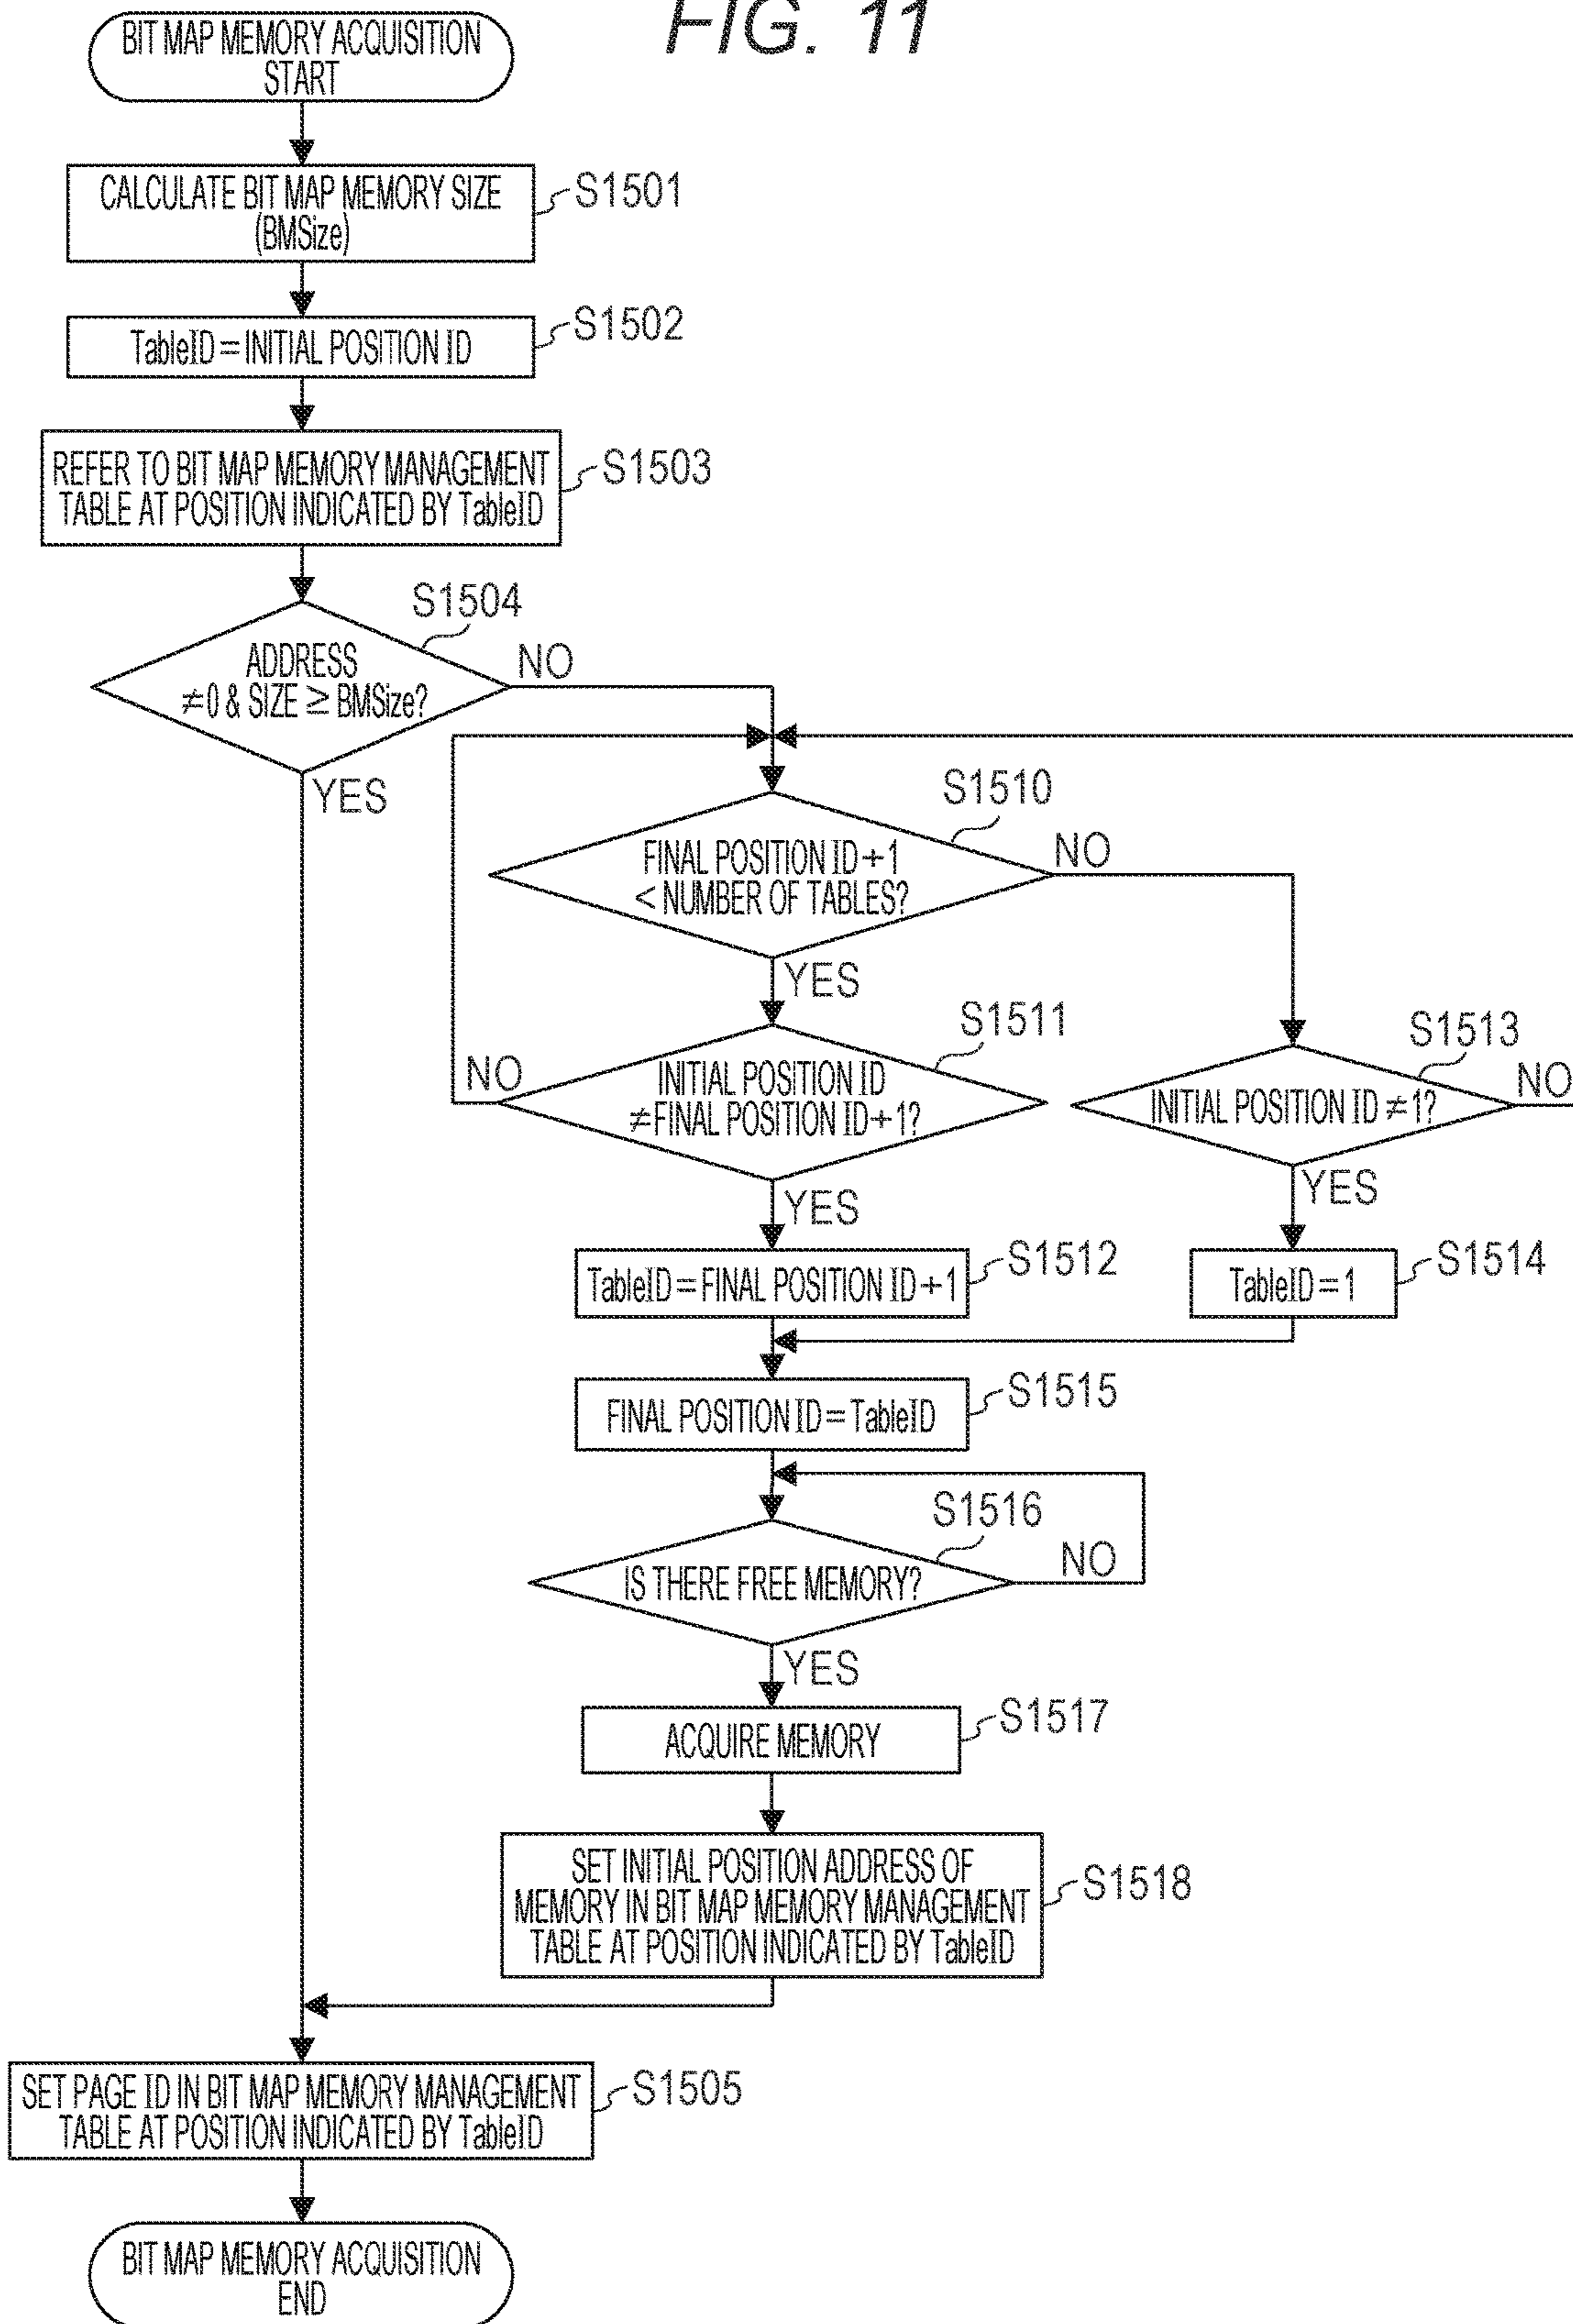 FIG. 11
BIT MAP MEMORY ACQUISITION
START
CALCULATE BIT MAP MEMORY SIZE
(BMSize)
S1501
TableID=INITIAL POSITION ID
S1502
REFER TO BIT MAP MEMORY MANAGEMENT
TABLE AT POSITION INDICATED BY TableID
S1503
S1504
ADDRESS
≠0 & SIZE ≥ BMSize?
NO
YES
S1510
FINAL POSITION ID+1
< NUMBER OF TABLES?
NO
YES
S1511
INITIAL POSITION ID
≠FINAL POSITION ID+1?
NO
YES
S1513
INITIAL POSITION ID ≠1?
NO
YES
TableID=FINAL POSITION ID+1
S1512
TableID=1
S1514
FINAL POSITION ID=TableID
S1515
S1516
IS THERE FREE MEMORY?
NO
YES
ACQUIRE MEMORY
S1517
SET INITIAL POSITION ADDRESS OF
MEMORY IN BIT MAP MEMORY MANAGEMENT
TABLE AT POSITION INDICATED BY TableID
S1518
SET PAGE ID IN BIT MAP MEMORY MANAGEMENT
TABLE AT POSITION INDICATED BY TableID
S1505
BIT MAP MEMORY ACQUISITION
END